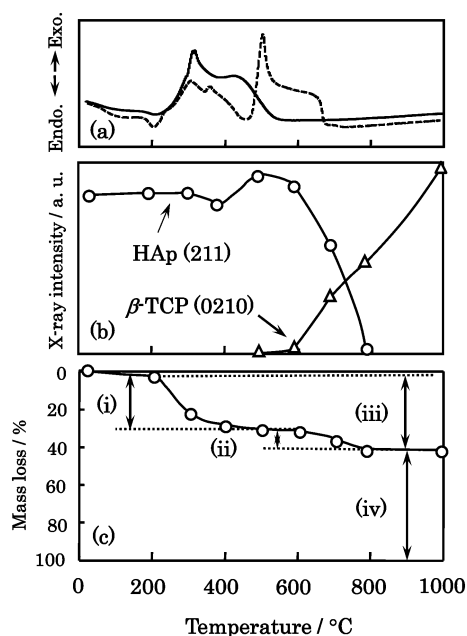 Endo. ←--→ Exo.
(a)
X-ray intensity / a. u.
HAp (211)
β-TCP (0210)
(b)
Mass loss / %
0
20
40
60
80
100
(i)
(ii)
(iii)
(iv)
(c)
0 200 400 600 800 1000
Temperature / °C